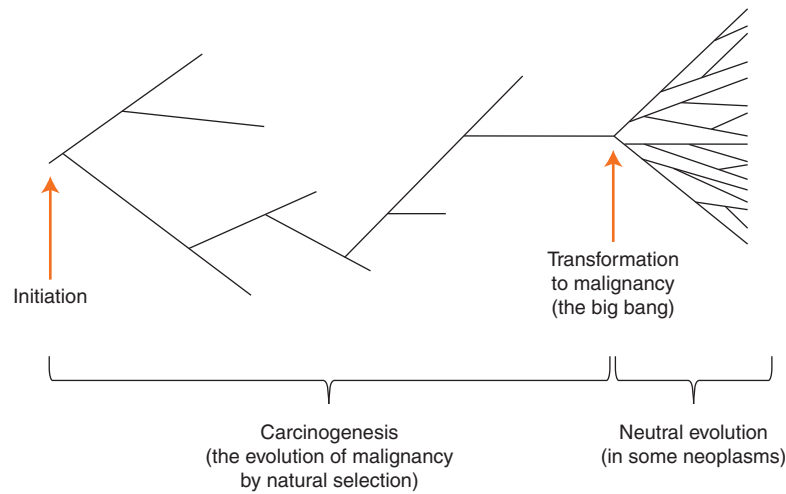 Initiation
Transformation
to malignancy
(the big bang)
Carcinogenesis
(the evolution of malignancy
by natural selection)
Neutral evolution
(in some neoplasms)